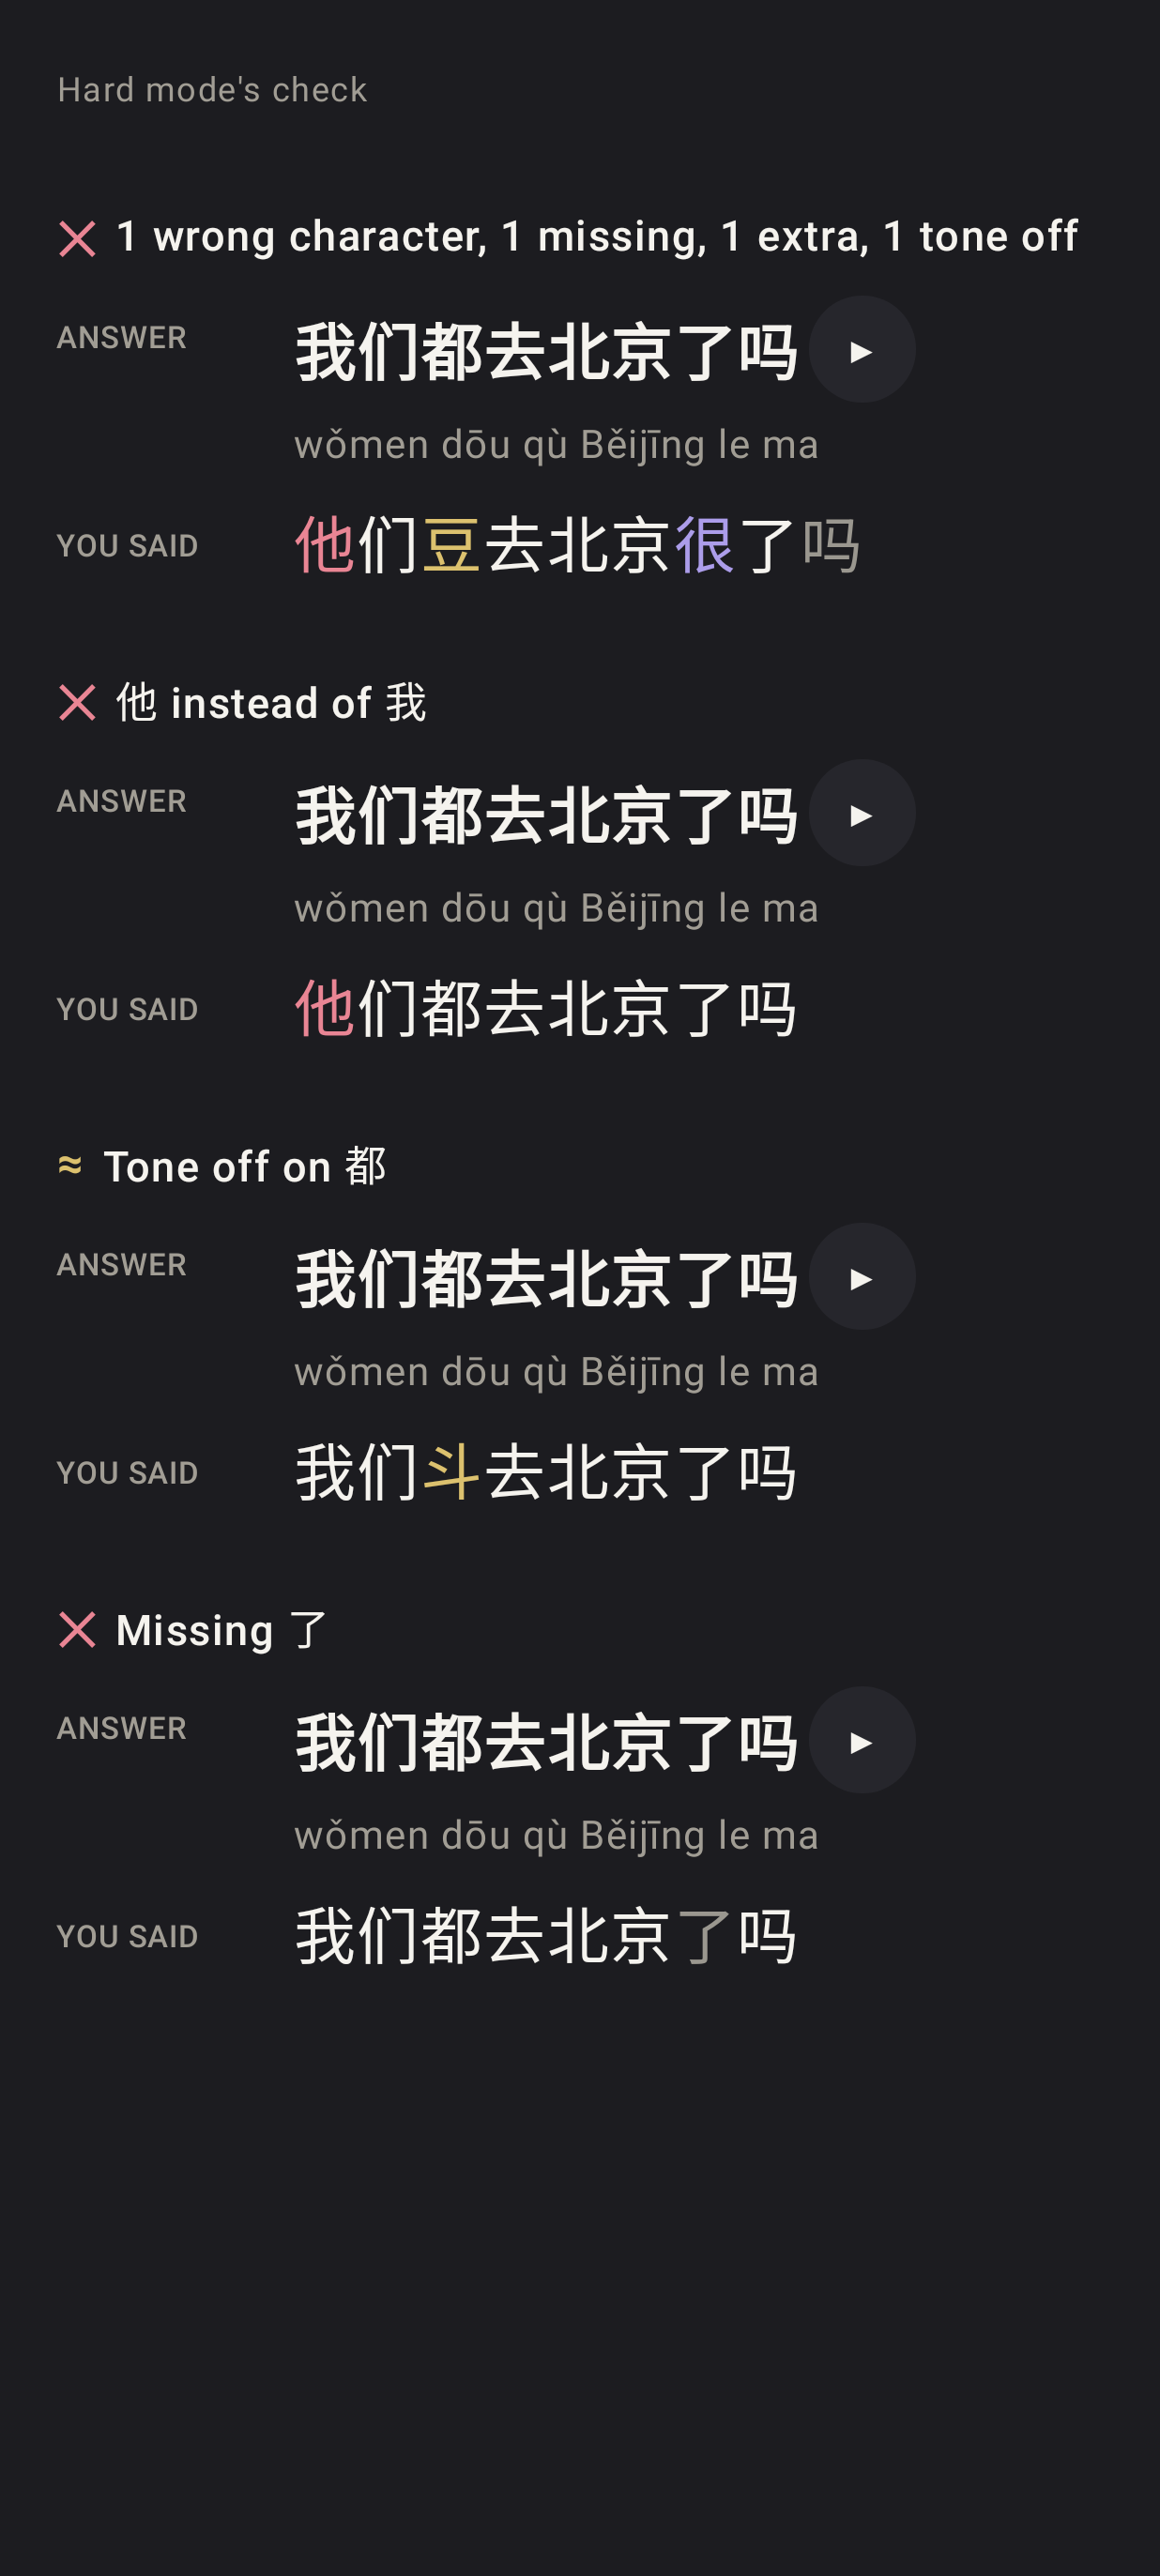 Hard mode's check
✕ 1 wrong character, 1 missing, 1 extra, 1 tone off
ANSWER 我们都去北京了吗 ▶
wǒmen dōu qù Běijīng le ma
YOU SAID 他们豆去北京很了吗
✕ 他 instead of 我
ANSWER 我们都去北京了吗 ▶
wǒmen dōu qù Běijīng le ma
YOU SAID 他们都去北京了吗
≈ Tone off on 都
ANSWER 我们都去北京了吗 ▶
wǒmen dōu qù Běijīng le ma
YOU SAID 我们斗去北京了吗
✕ Missing 了
ANSWER 我们都去北京了吗 ▶
wǒmen dōu qù Běijīng le ma
YOU SAID 我们都去北京了吗